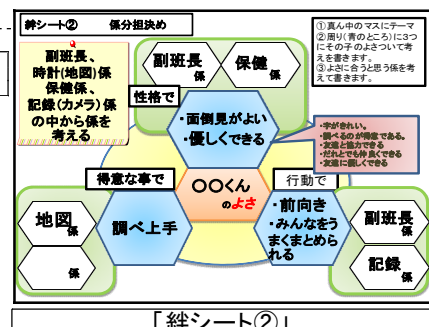 絆シート② 係分担決め
①真ん中のマスにテーマ
②周り(青のところ)に3つ
にその子のよさついて考
えを書きます。
③よさに合うと思う係を考
えて書きます。
副班長、
時計(地図)係
保健係、
記録(カメラ)係
の中から係を
考える
副班長
係
保健
係
性格で
・面倒見がよい
・優しくできる
・字がきれい。
・調べるのが得意である。
・友達と協力できる
・だれとでも仲良くできる
・友達に優しくできる
得意な事で
〇〇くん
のよさ
行動で
地図
係
係
調べ上手
・前向き
・みんなをう
まくまとめら
れる
副班長
係
記録
係
「絆シート②」